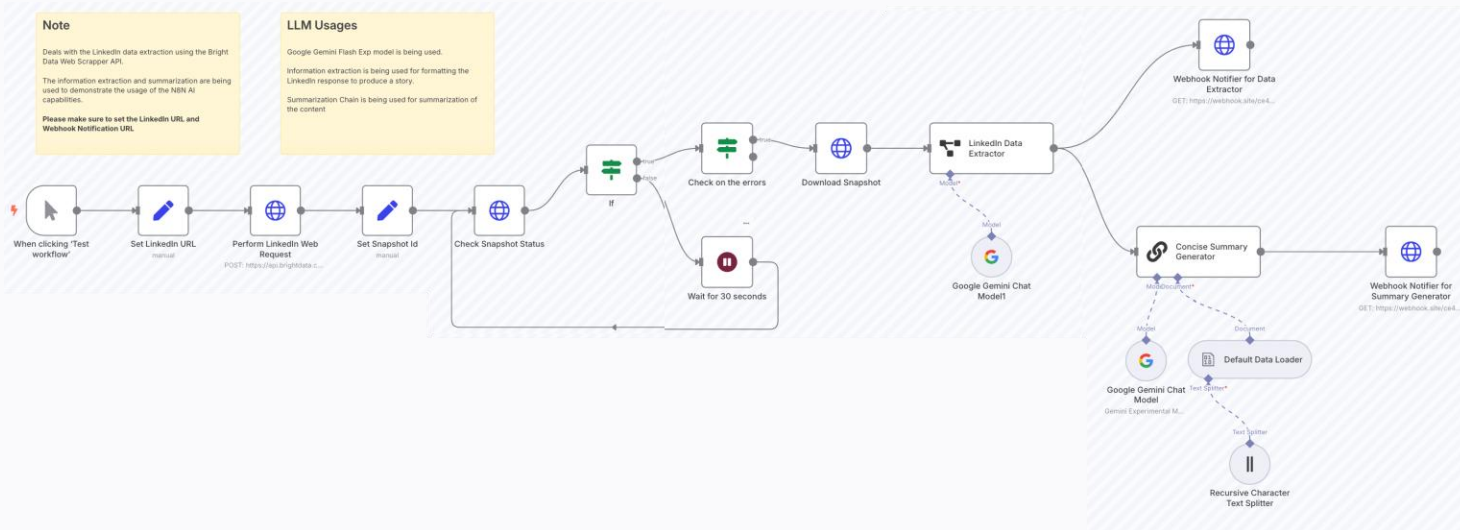 Note
Deals with the LinkedIn data extraction using the Bright
Data Web Scrapper API.
The information extraction and summarization are being
used to demonstrate the usage of the N8N AI
capabilities.
Please make sure to set the LinkedIn URL and
Webhook Notification URL
LLM Usages
Google Gemini Flash Exp model is being used.
Information extraction is being used for formatting the
LinkedIn response to produce a story.
Summarization Chain is being used for summarization of
the content
When clicking 'Test
workflow'
Set LinkedIn URL
manual
Perform LinkedIn Web
Request
POST: https://api.brightdata.c...
Set Snapshot Id
manual
Check Snapshot Status
If
true
false
Check on the errors
true
...
Wait for 30 seconds
Download Snapshot
LinkedIn Data
Extractor
Model*
Model
Google Gemini Chat
Model1
Webhook Notifier for Data
Extractor
GET: https://webhook.site/ce4...
Concise Summary
Generator
Document*
Model
Google Gemini Chat
Model
Gemini Experimental M...
Document
Default Data Loader
Text Splitter*
Text Splitter
Recursive Character
Text Splitter
Webhook Notifier for
Summary Generator
GET: https://webhook.site/ce4...